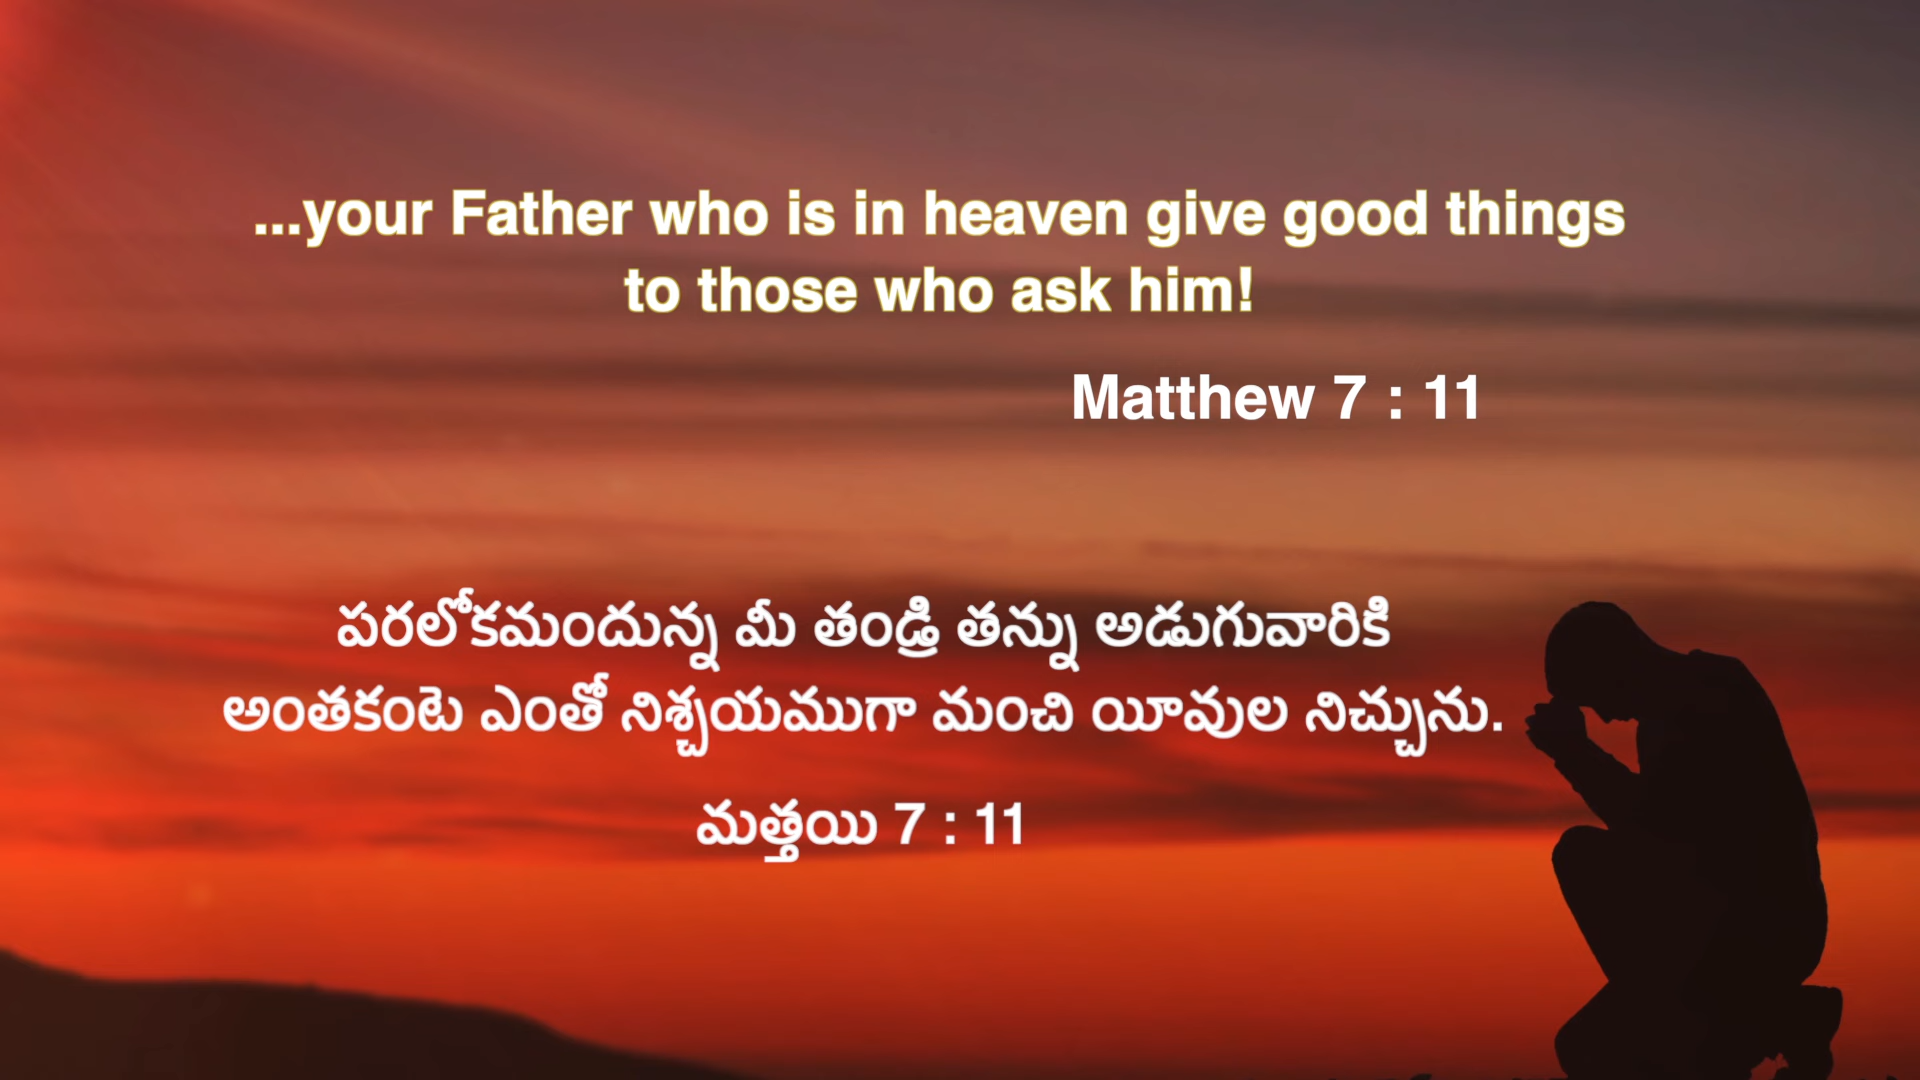 ...your Father who is in heaven give good things
to those who ask him!
Matthew 7 : 11
పరలోకమందున్న మీ తండ్రి తన్ను అడుగువారికి
అంతకంటె ఎంతో నిశ్చయముగా మంచి యీవుల నిచ్చును.
మత్తయి 7 : 11